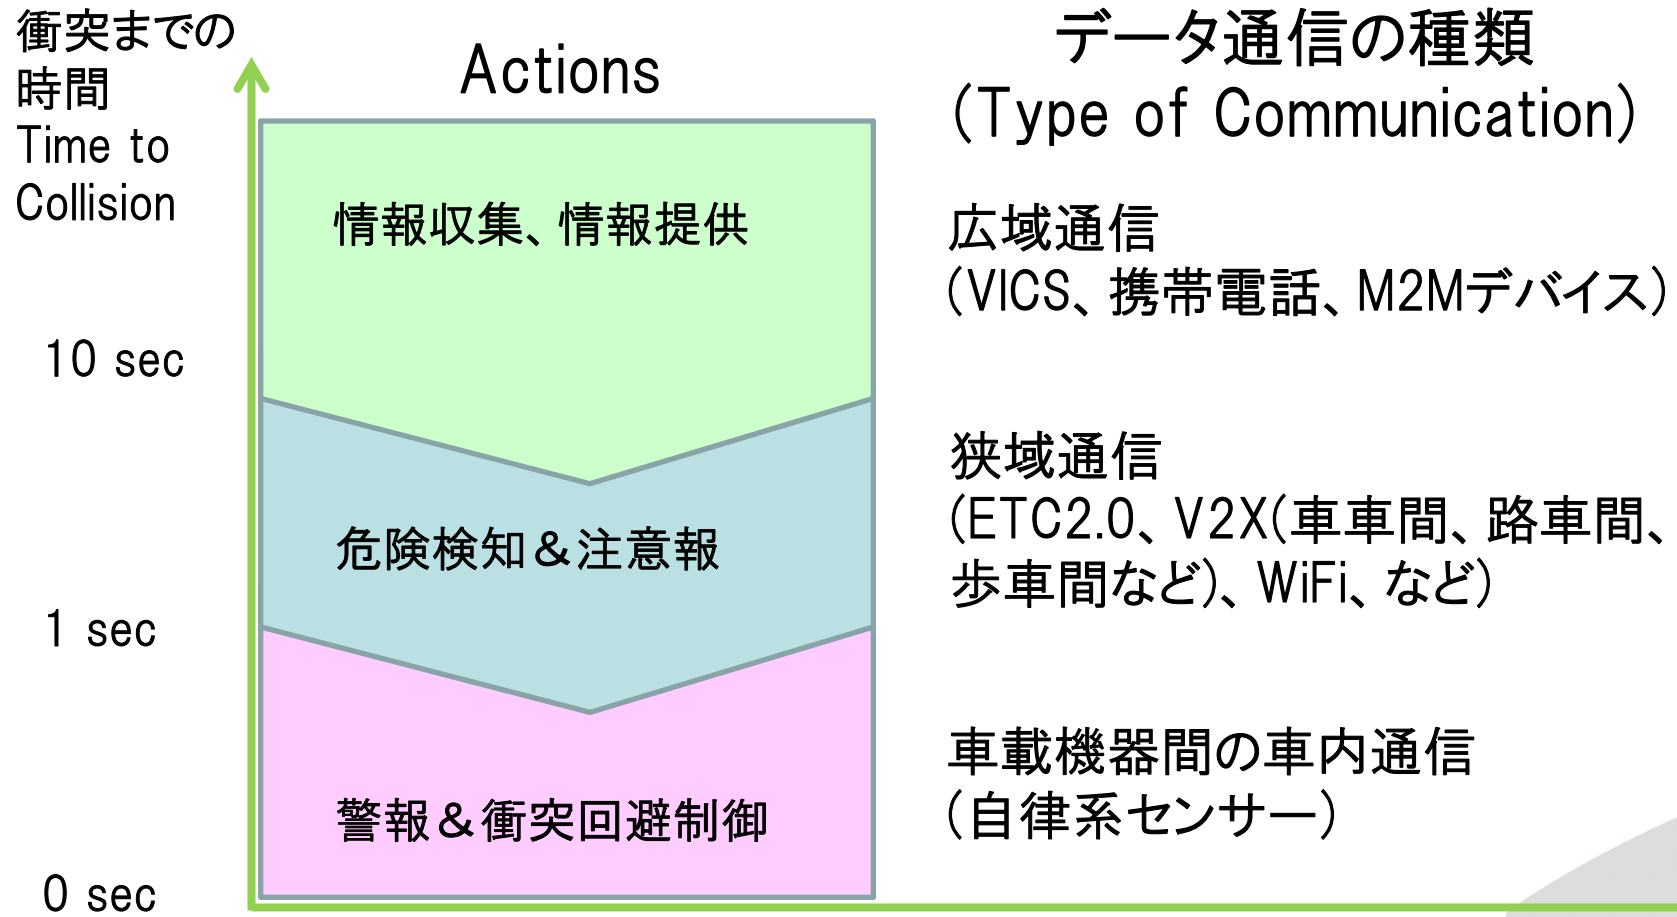 衝突までの
時間
Time to
Collision
Actions
データ通信の種類
(Type of Communication)
情報収集、情報提供
広域通信
(VICS、携帯電話、M2Mデバイス)
10 sec
狭域通信
(ETC2.0、V2X(車車間、路車間、
歩車間など)、WiFi、など)
危険検知＆注意報
1 sec
車載機器間の車内通信
(自律系センサー)
警報＆衝突回避制御
0 sec